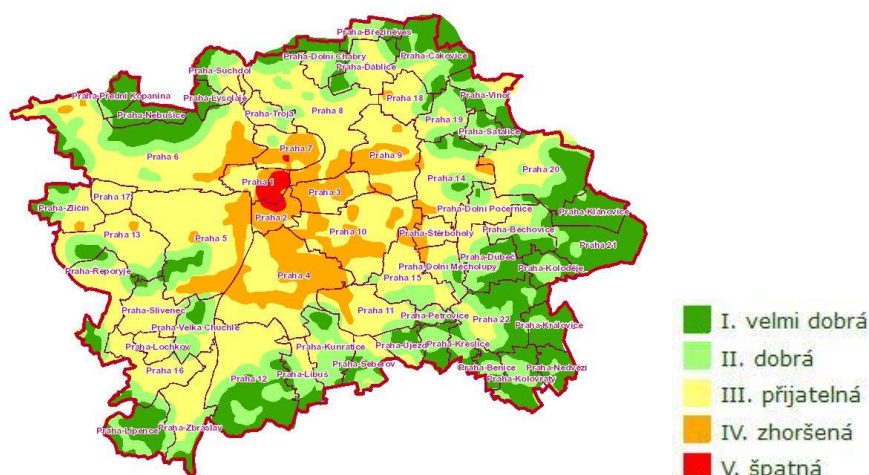 Praha-Březiněves
Praha-Dolní Chabry
Praha-Čakovice
Praha-Ďáblice
Praha-Suchdol
Praha-Přední Kopanina
Praha-Lysolaje
Praha-Nebušice
Praha-Troja
Praha 8
Praha 18
Praha-Vinoř
Praha 19
Praha-Satalice
Praha 6
Praha 7
Praha 9
Praha 20
Praha 1
Praha 14
Praha 17
Praha 3
Praha-Zličín
Praha 2
Praha-Dolní Počernice
Praha-Klánovice
Praha 13
Praha 5
Praha 10
Praha-Štěrboholy
Praha-Běchovice
Praha 21
Praha-Řeporyje
Praha 4
Praha-Dubeč
Praha-Dolní Měcholupy
Praha-Koloděje
Praha 15
Praha-Slivenec
Praha 11
Praha-Petrovice
Praha 22
Praha-Královice
Praha-Velká Chuchle
Praha-Lochkov
Praha-Kunratice
Praha-Újezd
Praha-Křeslice
Praha 16
Praha-Šeberov
Praha-Libuš
Praha 12
Praha-Benice
Praha-Nedvězí
Praha-Kolovraty
Praha-Lipence
Praha-Zbraslav
I. velmi dobrá
II. dobrá
III. přijatelná
IV. zhoršená
V. špatná